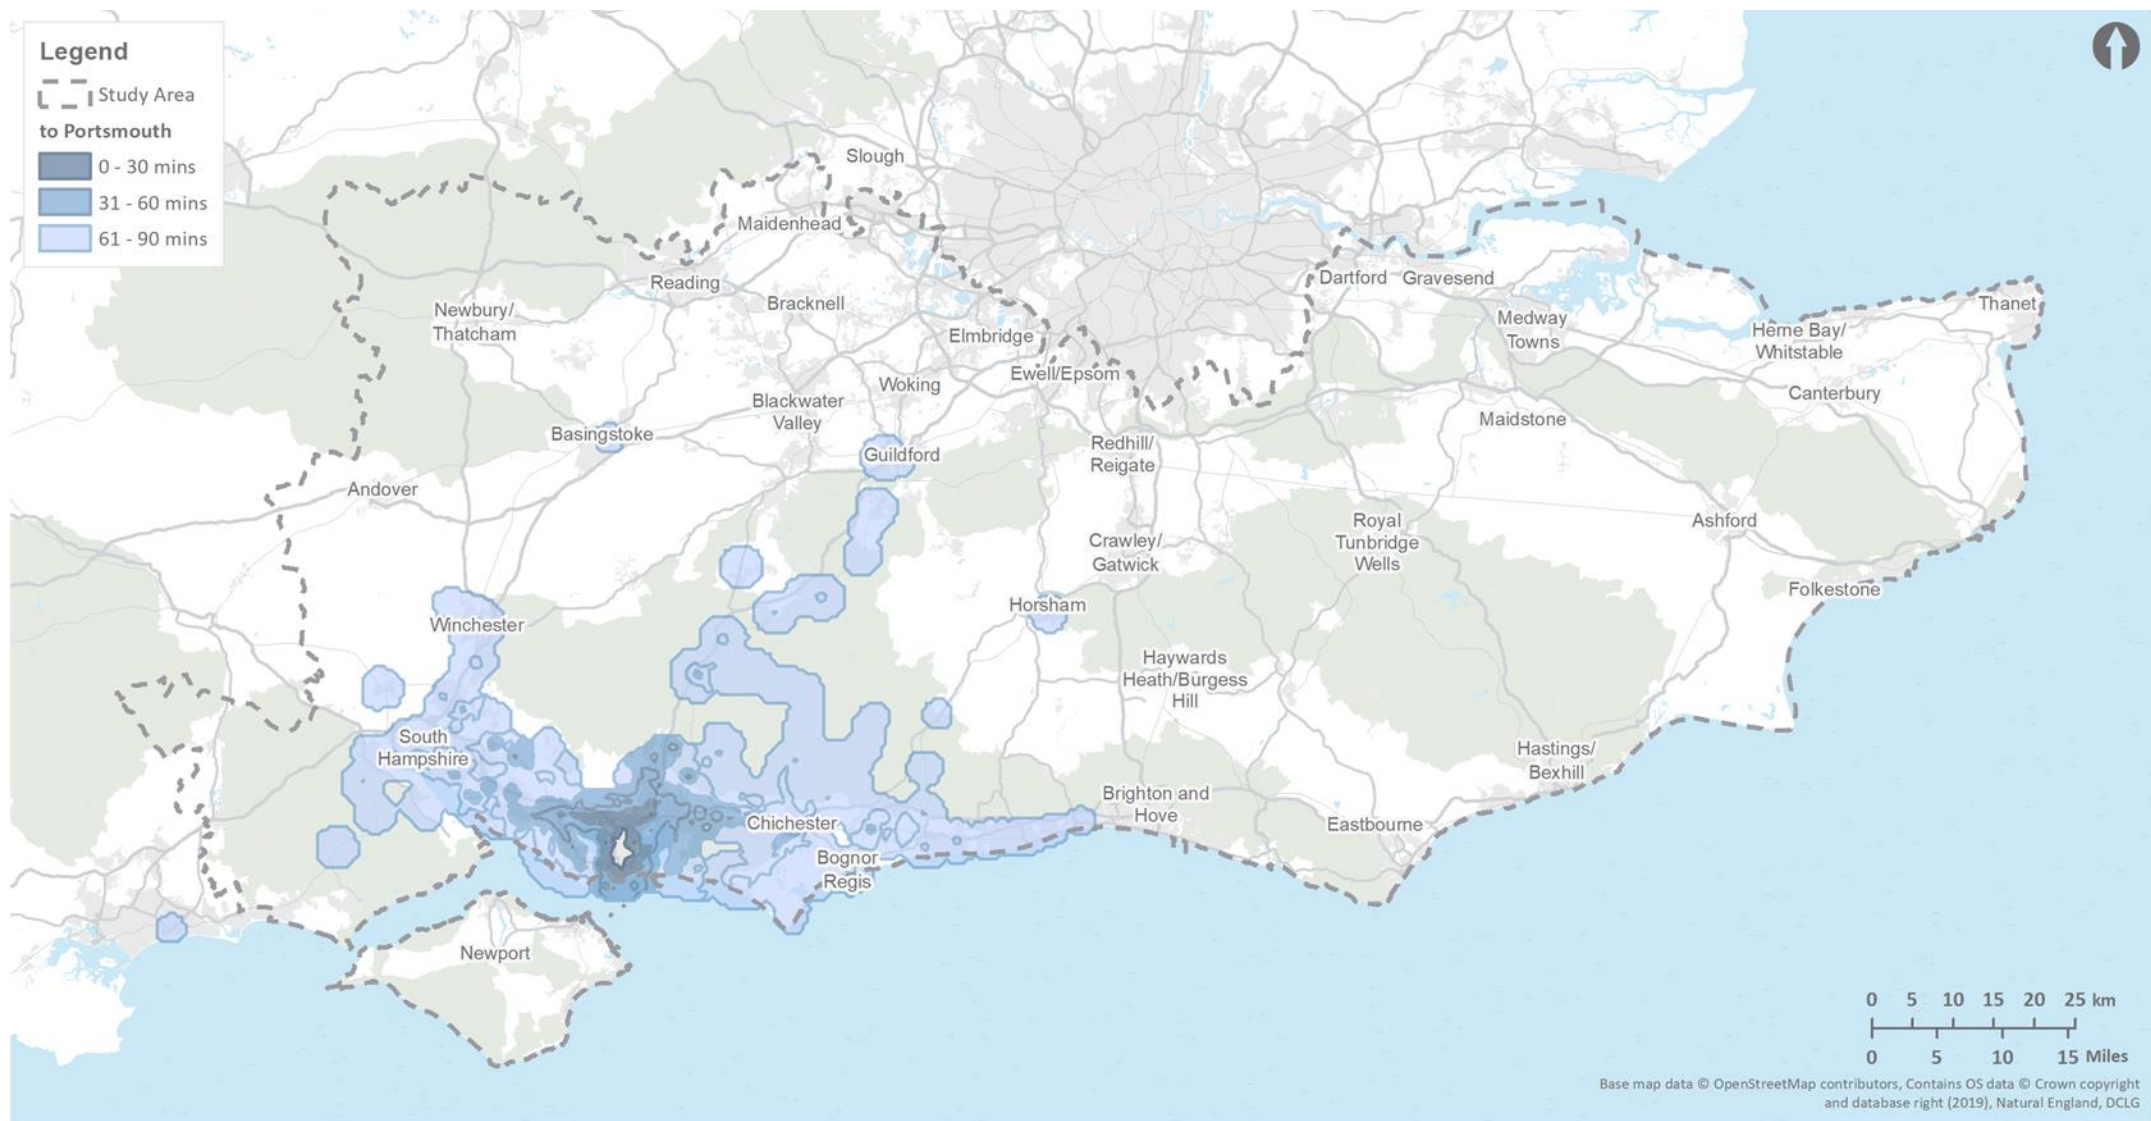 Legend
Study Area
to Portsmouth
0 - 30 mins
31 - 60 mins
61 - 90 mins
Slough
Maidenhead
Reading
Bracknell
Newbury/
Thatcham
Elmbridge
Dartford
Gravesend
Medway
Towns
Thanet
Herne Bay/
Whitstable
Ewell/Epsom
Woking
Blackwater
Valley
Canterbury
Maidstone
Basingstoke
Guildford
Redhill/
Reigate
Andover
Royal
Tunbridge
Wells
Ashford
Crawley/
Gatwick
Folkestone
Horsham
Winchester
Haywards
Heath/Burgess
Hill
South
Hampshire
Hastings/
Bexhill
Brighton and
Hove
Chichester
Eastbourne
Bognor
Regis
Newport
0 5 10 15 20 25 km
0 5 10 15 Miles
Base map data © OpenStreetMap contributors, Contains OS data © Crown copyright
and database right (2019), Natural England, DCLG